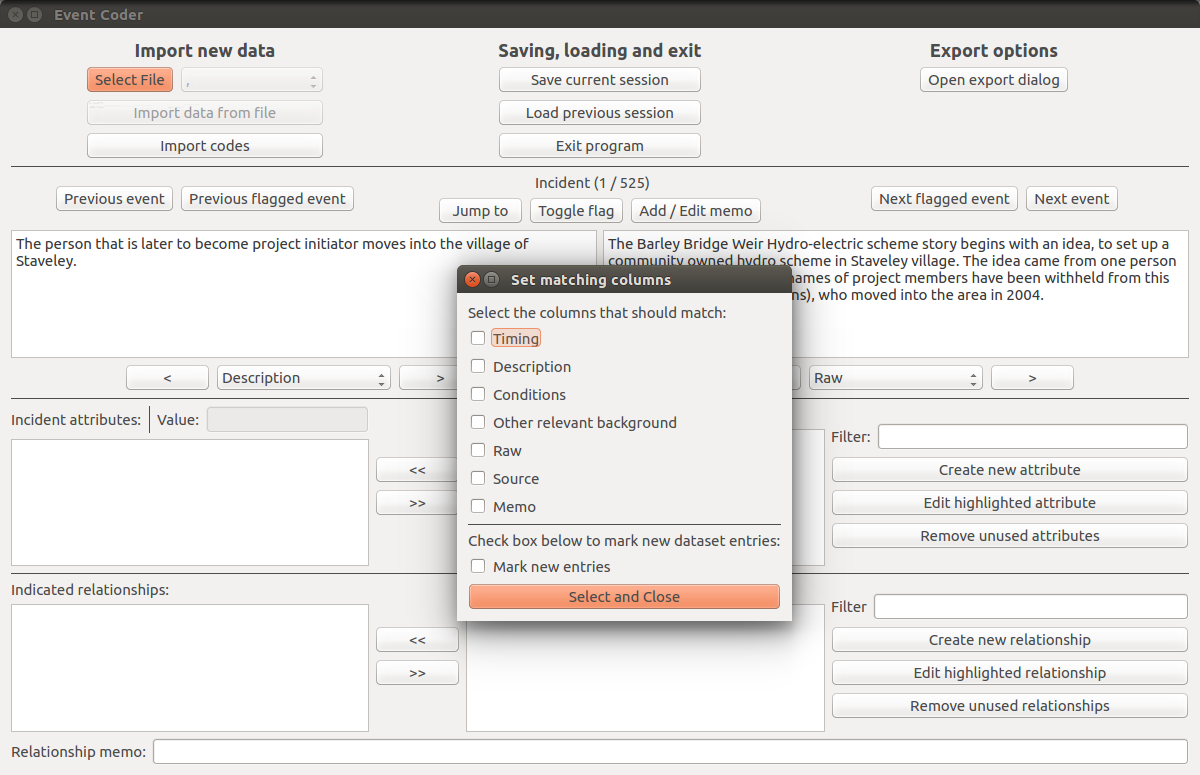 Event Coder
Import new data
Saving, loading and exit
Export options
Select File
,
Save current session
Open export dialog
Import data from file
Load previous session
Import codes
Exit program
Incident (1 / 525)
Previous event
Previous flagged event
Jump to
Toggle flag
Add / Edit memo
Next flagged event
Next event
The person that is later to become project initiator moves into the village of
Staveley.
The Barley Bridge Weir Hydro-electric scheme story begins with an idea, to set up a
community owned hydro scheme in Staveley village. The idea came from one person
names of project members have been withheld from this
ns), who moved into the area in 2004.
<
Description
>
Raw
>
Set matching columns
Select the columns that should match:
Timing
Description
Conditions
Other relevant background
Raw
Source
Memo
Check box below to mark new dataset entries:
Mark new entries
Select and Close
Incident attributes:
Value:
<<
>>
Filter:
Create new attribute
Edit highlighted attribute
Remove unused attributes
Indicated relationships:
<<
>>
Filter
Create new relationship
Edit highlighted relationship
Remove unused relationships
Relationship memo: